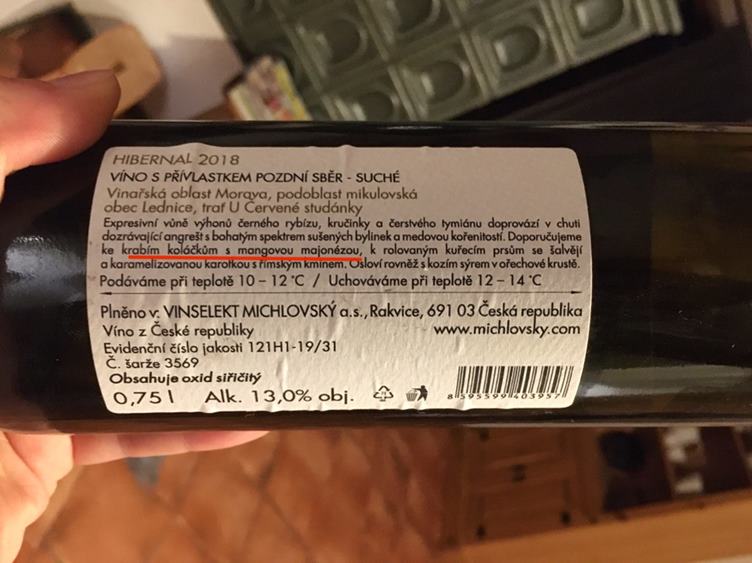 HIBERNAL 2018
VÍNO S PŘÍVLASTKEM POZDNÍ SBĚR - SUCHÉ
Vinařská oblast Morava, podoblast mikulovská
obec Lednice, trať U Červené studánky
Expresivní vůně výhonů černého rybízu, kručinky a čerstvého tymiánu doprovází v chuti
dozrávající angrešt s bohatým spektrem sušených bylinek a medovou kořenitostí. Doporučujeme
ke krabím koláčkům s mangovou majonézou, k rolovaným kuřecím prsům se šalvějí
a karamelizovanou karotkou s římským kmínem. Osloví rovněž s kozím sýrem v ořechové krustě.
Podáváme při teplotě 10 – 12 °C / Uchováváme při teplotě 12 – 14 °C
Plněno v: VINSELEKT MICHLOVSKÝ a.s., Rakvice, 691 03 Česká republika
Víno z České republiky www.michlovsky.com
Evidenční číslo jakosti 121H1-19/31
Č. šarže 3569
Obsahuje oxid siřičitý
0,75 l Alk. 13,0% obj.
8 595599 403957